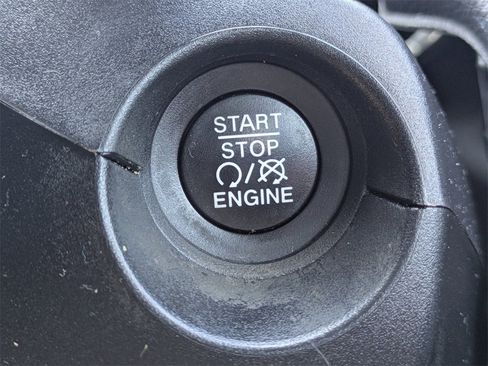 START
STOP
/
ENGINE